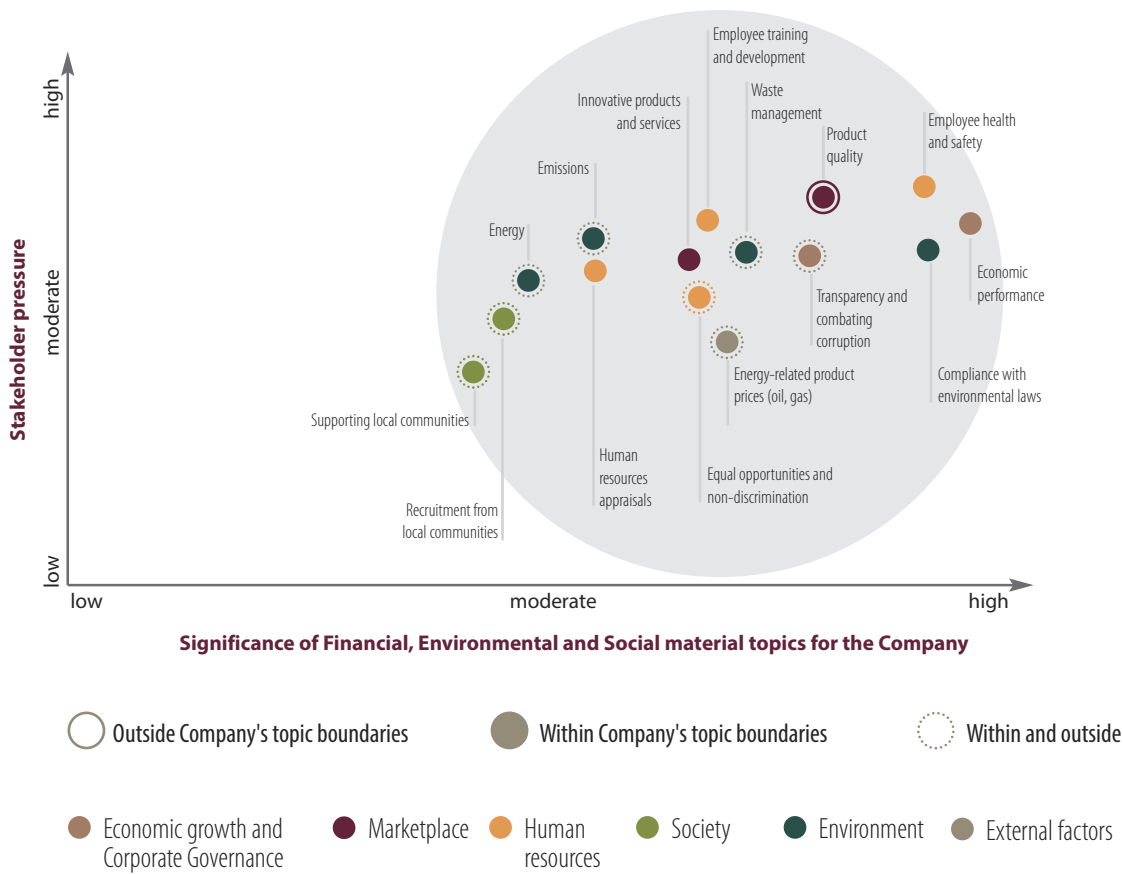 Employee training
and development
Waste
management
Innovative products
and services
Employee health
and safety
Product
quality
Emissions
Energy
Economic
performance
Transparency and
combating
corruption
Energy-related product
prices (oil, gas)
Compliance with
environmental laws
Supporting local communities
Human
resources
appraisals
Equal opportunities and
non-discrimination
Recruitment from
local communities
Stakeholder pressure
high
moderate
low
low
moderate
high
Significance of Financial, Environmental and Social material topics for the Company
Outside Company's topic boundaries
Within Company's topic boundaries
Within and outside
Economic growth and
Corporate Governance
Marketplace
Human
resources
Society
Environment
External factors